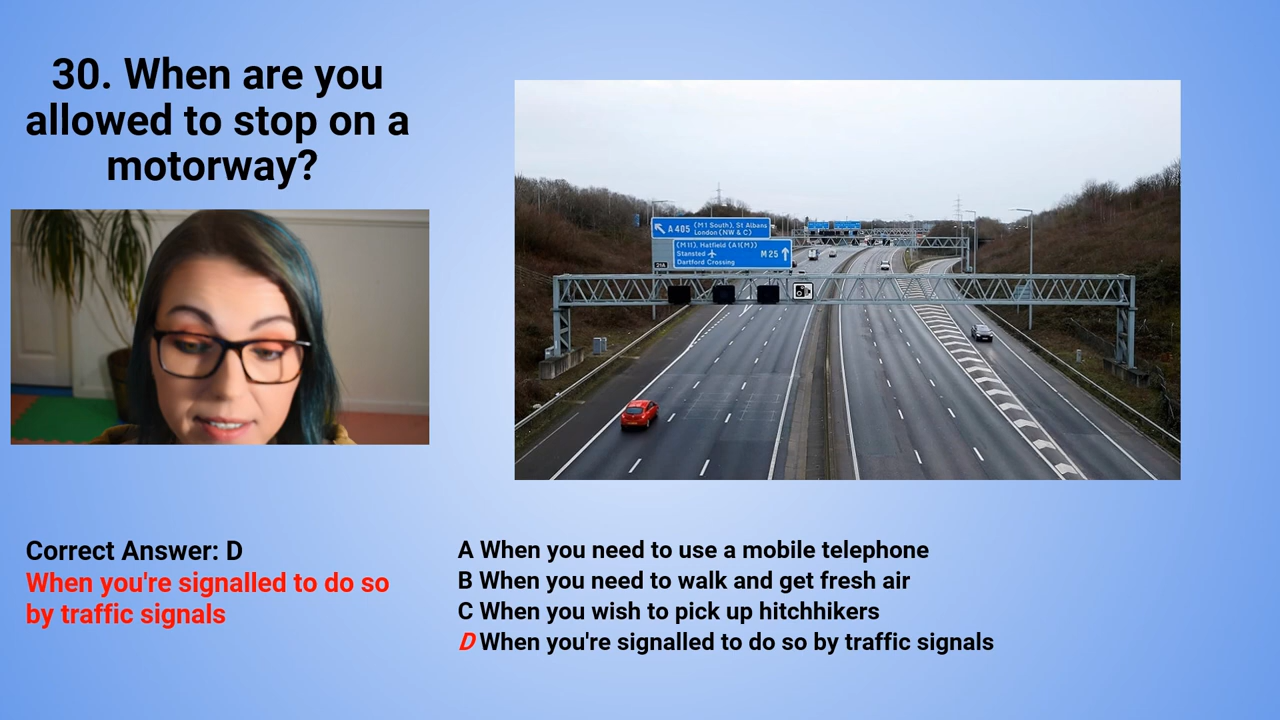 30. When are you
allowed to stop on a
motorway?
A405 (M1 South), St Albans
London (NW & C)
(M11), Hatfield (A1(M))
Stansted
Dartford Crossing
M25
21A
Correct Answer: D
When you're signalled to do so
by traffic signals
A When you need to use a mobile telephone
B When you need to walk and get fresh air
C When you wish to pick up hitchhikers
D When you're signalled to do so by traffic signals